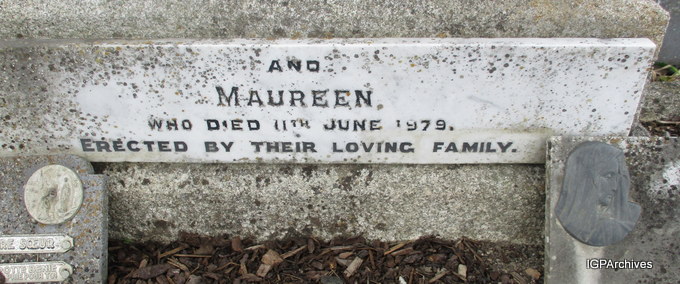 AND
MAUREEN
WHO DIED 11TH JUNE 1979.
ERECTED BY THEIR LOVING FAMILY.
IGPArchives